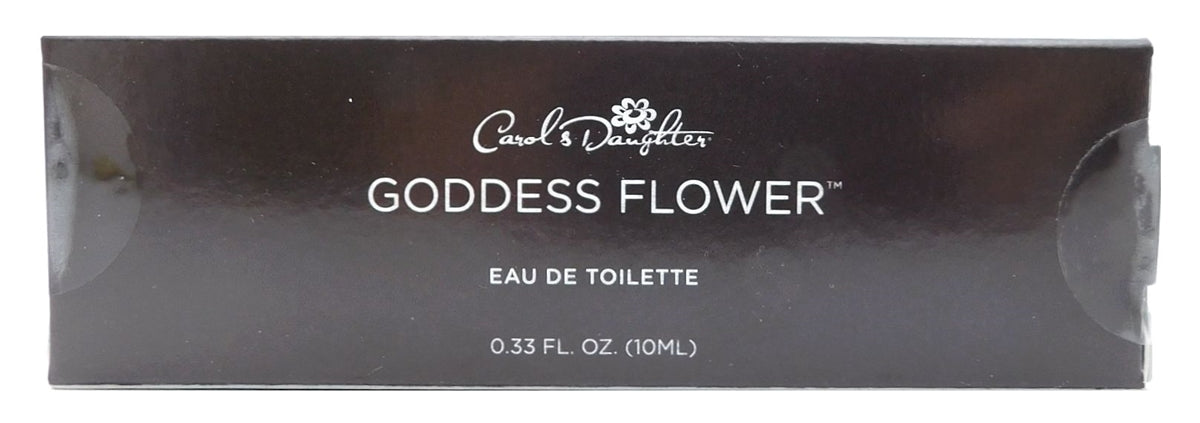 Carol's Daughter
GODDESS FLOWER™
EAU DE TOILETTE
0.33 FL. OZ. (10ML)